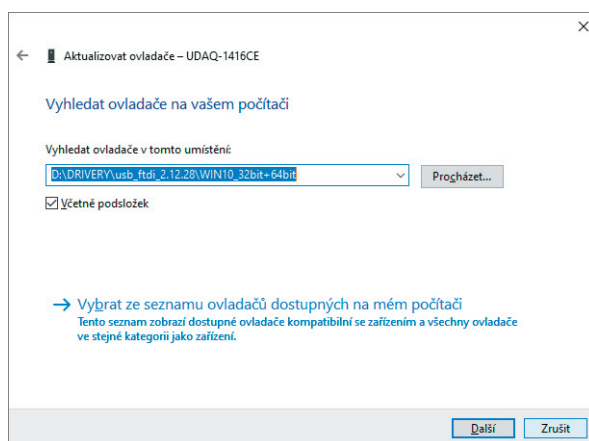 Aktualizovat ovladače – UDAQ-1416CE
Vyhledat ovladače na vašem počítači
Vyhledat ovladače v tomto umístění:
D:\DRIVERY\usb_ftdi_2.12.28\WIN10_32bit+64bit
Procházet...
Včetně podsložek
Vybrat ze seznamu ovladačů dostupných na mém počítači
Tento seznam zobrazí dostupné ovladače kompatibilní se zařízením a všechny ovladače
ve stejné kategorii jako zařízení.
Další
Zrušit